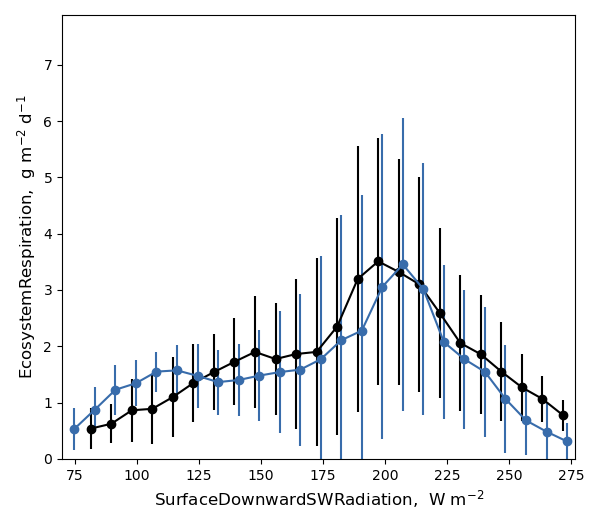 7
6
5
4
3
2
1
0
EcosystemRespiration, g m⁻² d⁻¹
75 100 125 150 175 200 225 250 275
SurfaceDownwardSWRadiation, W m⁻²